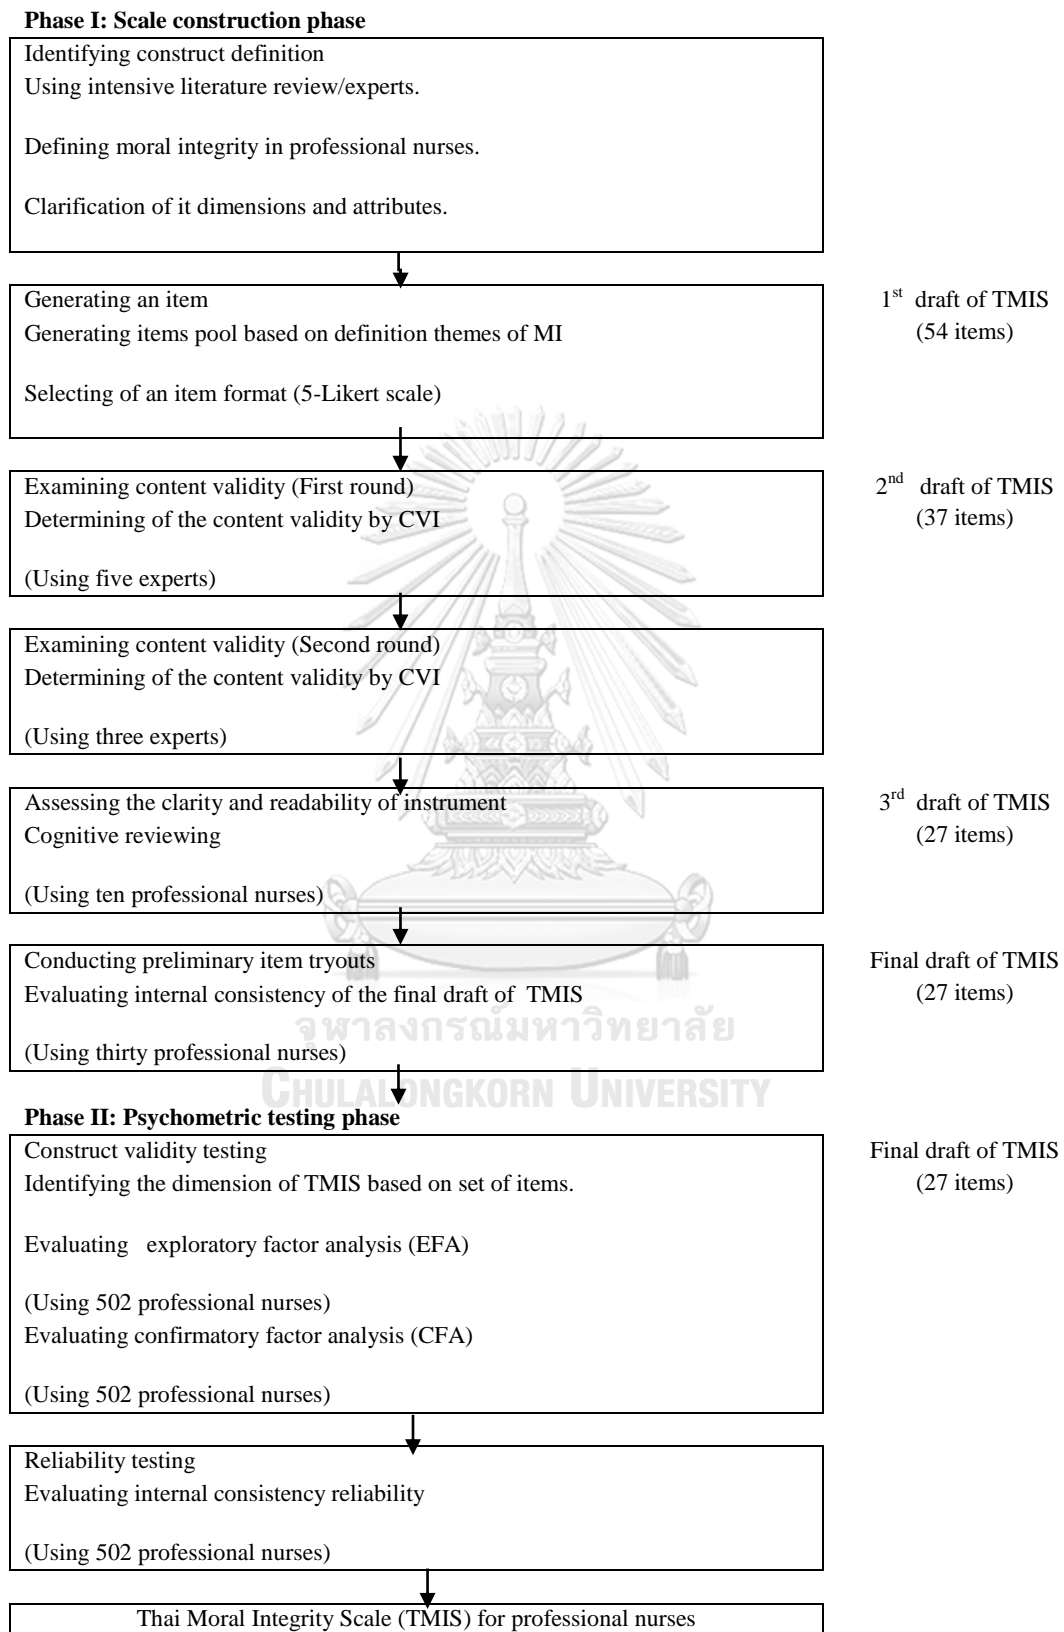 Phase I: Scale construction phase
Identifying construct definition
Using intensive literature review/experts.
Defining moral integrity in professional nurses.
Clarification of it dimensions and attributes.
Generating an item
Generating items pool based on definition themes of MI
Selecting of an item format (5-Likert scale)
1st draft of TMIS
(54 items)
Examining content validity (First round)
Determining of the content validity by CVI
(Using five experts)
2nd draft of TMIS
(37 items)
Examining content validity (Second round)
Determining of the content validity by CVI
(Using three experts)
Assessing the clarity and readability of instrument
Cognitive reviewing
(Using ten professional nurses)
3rd draft of TMIS
(27 items)
Conducting preliminary item tryouts
Evaluating internal consistency of the final draft of TMIS
(Using thirty professional nurses)
Final draft of TMIS
(27 items)
จุฬาลงกรณ์มหาวิทยาลัย
CHULALONGKORN UNIVERSITY
Phase II: Psychometric testing phase
Construct validity testing
Identifying the dimension of TMIS based on set of items.
Evaluating exploratory factor analysis (EFA)
(Using 502 professional nurses)
Evaluating confirmatory factor analysis (CFA)
(Using 502 professional nurses)
Final draft of TMIS
(27 items)
Reliability testing
Evaluating internal consistency reliability
(Using 502 professional nurses)
Thai Moral Integrity Scale (TMIS) for professional nurses